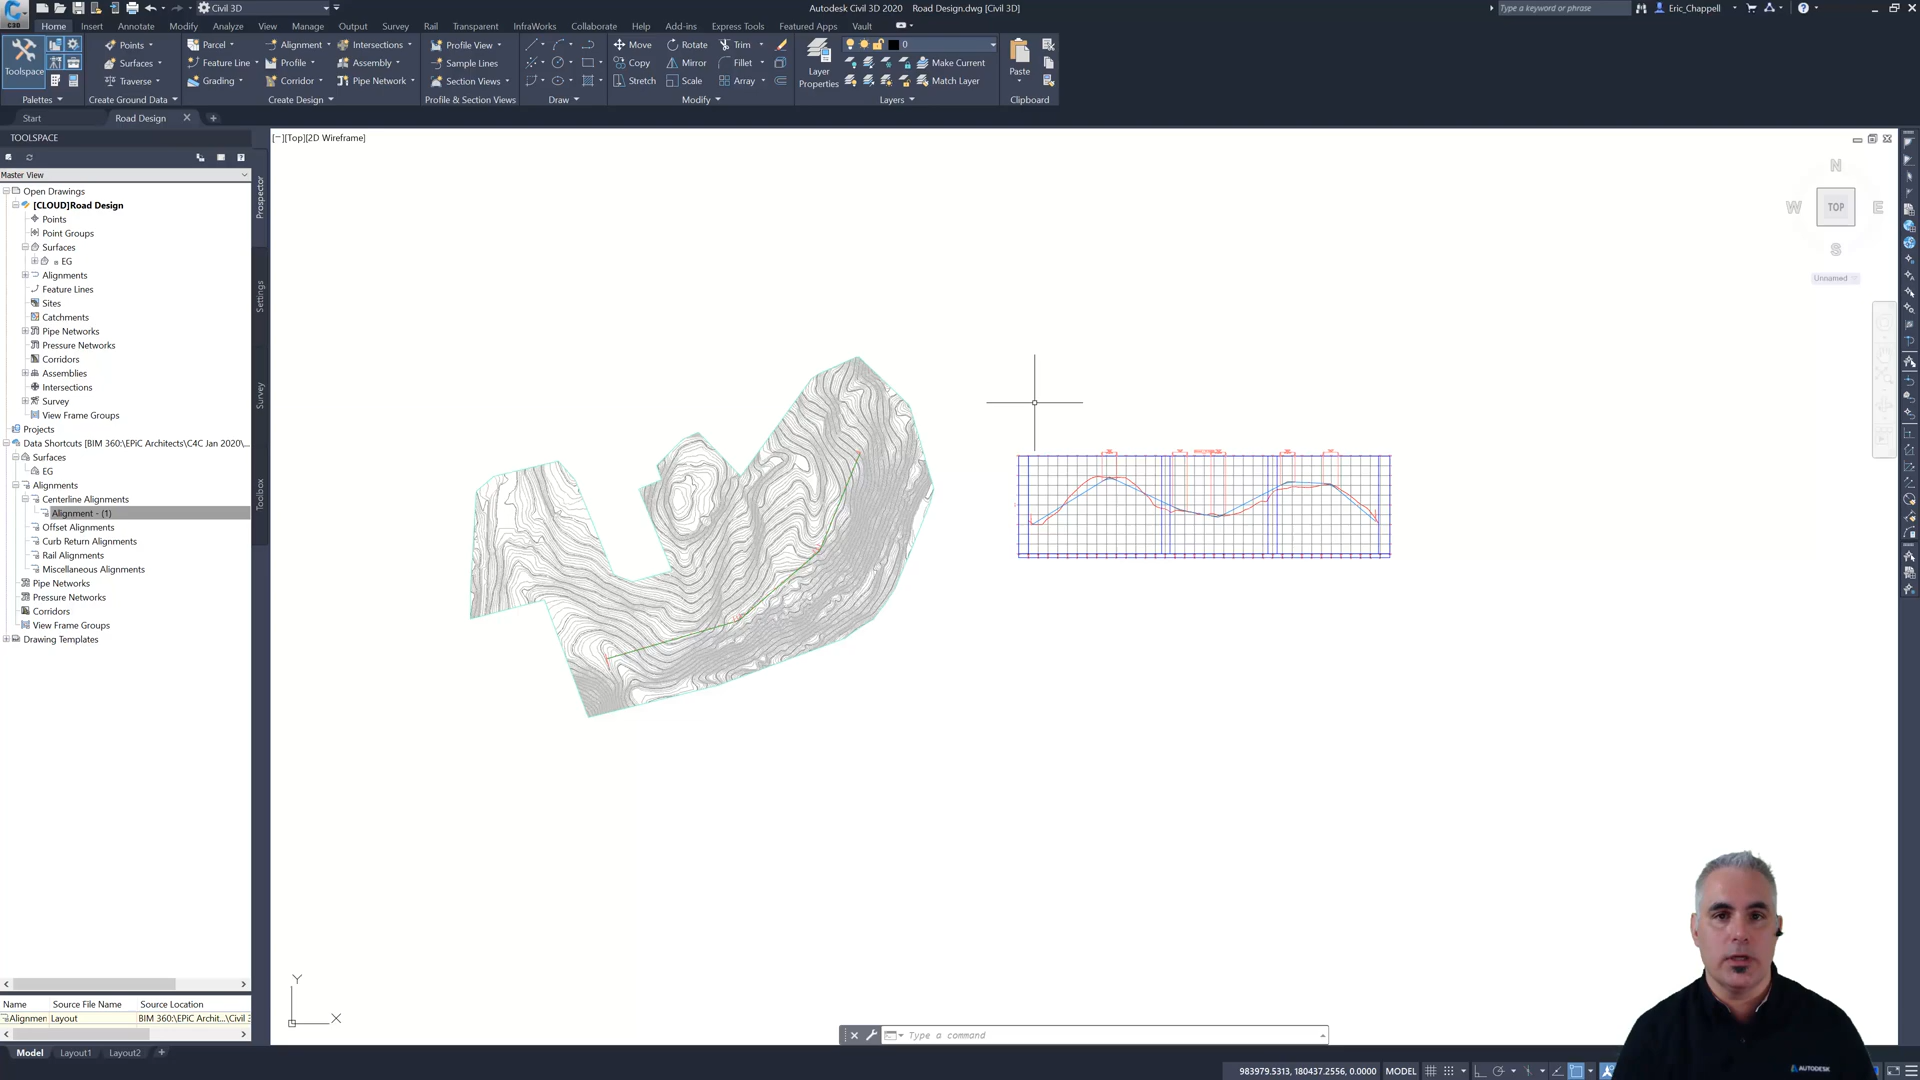 Civil 3D
Autodesk Civil 3D 2020 Road Design.dwg [Civil 3D]
Type a keyword or phrase
Eric_Chappell
C3D
Home Insert Annotate Modify Analyze View Manage Output Survey Rail Transparent InfraWorks Collaborate Help Add-ins Express Tools Featured Apps Vault
Toolspace
Points
Surfaces
Traverse
Parcel
Feature Line
Grading
Alignment
Profile
Corridor
Intersections
Assembly
Pipe Network
Profile View
Sample Lines
Section Views
Move
Copy
Stretch
Rotate
Mirror
Scale
Trim
Fillet
Array
Layer
Properties
0
Make Current
Match Layer
Paste
Palettes
Create Ground Data
Create Design
Profile & Section Views
Draw
Modify
Layers
Clipboard
Start
Road Design
TOOLSPACE
Master View
Open Drawings
[CLOUD]Road Design
Points
Point Groups
Surfaces
EG
Alignments
Feature Lines
Sites
Catchments
Pipe Networks
Pressure Networks
Corridors
Assemblies
Intersections
Survey
View Frame Groups
Projects
Data Shortcuts [BIM 360:\EPiC Architects\C4C Jan 2020\...
Surfaces
EG
Alignments
Centerline Alignments
Alignment - (1)
Offset Alignments
Curb Return Alignments
Rail Alignments
Miscellaneous Alignments
Pipe Networks
Pressure Networks
Corridors
View Frame Groups
Drawing Templates
Prospector
Settings
Survey
Toolbox
Name Source File Name Source Location
Alignmen Layout BIM 360:\EPiC Archit...\Civil 3
[−][Top][2D Wireframe]
N
W
TOP
E
S
Unnamed
Y
X
Type a command
Model Layout1 Layout2
983979.5313, 180437.2556, 0.0000 MODEL
AUTODESK